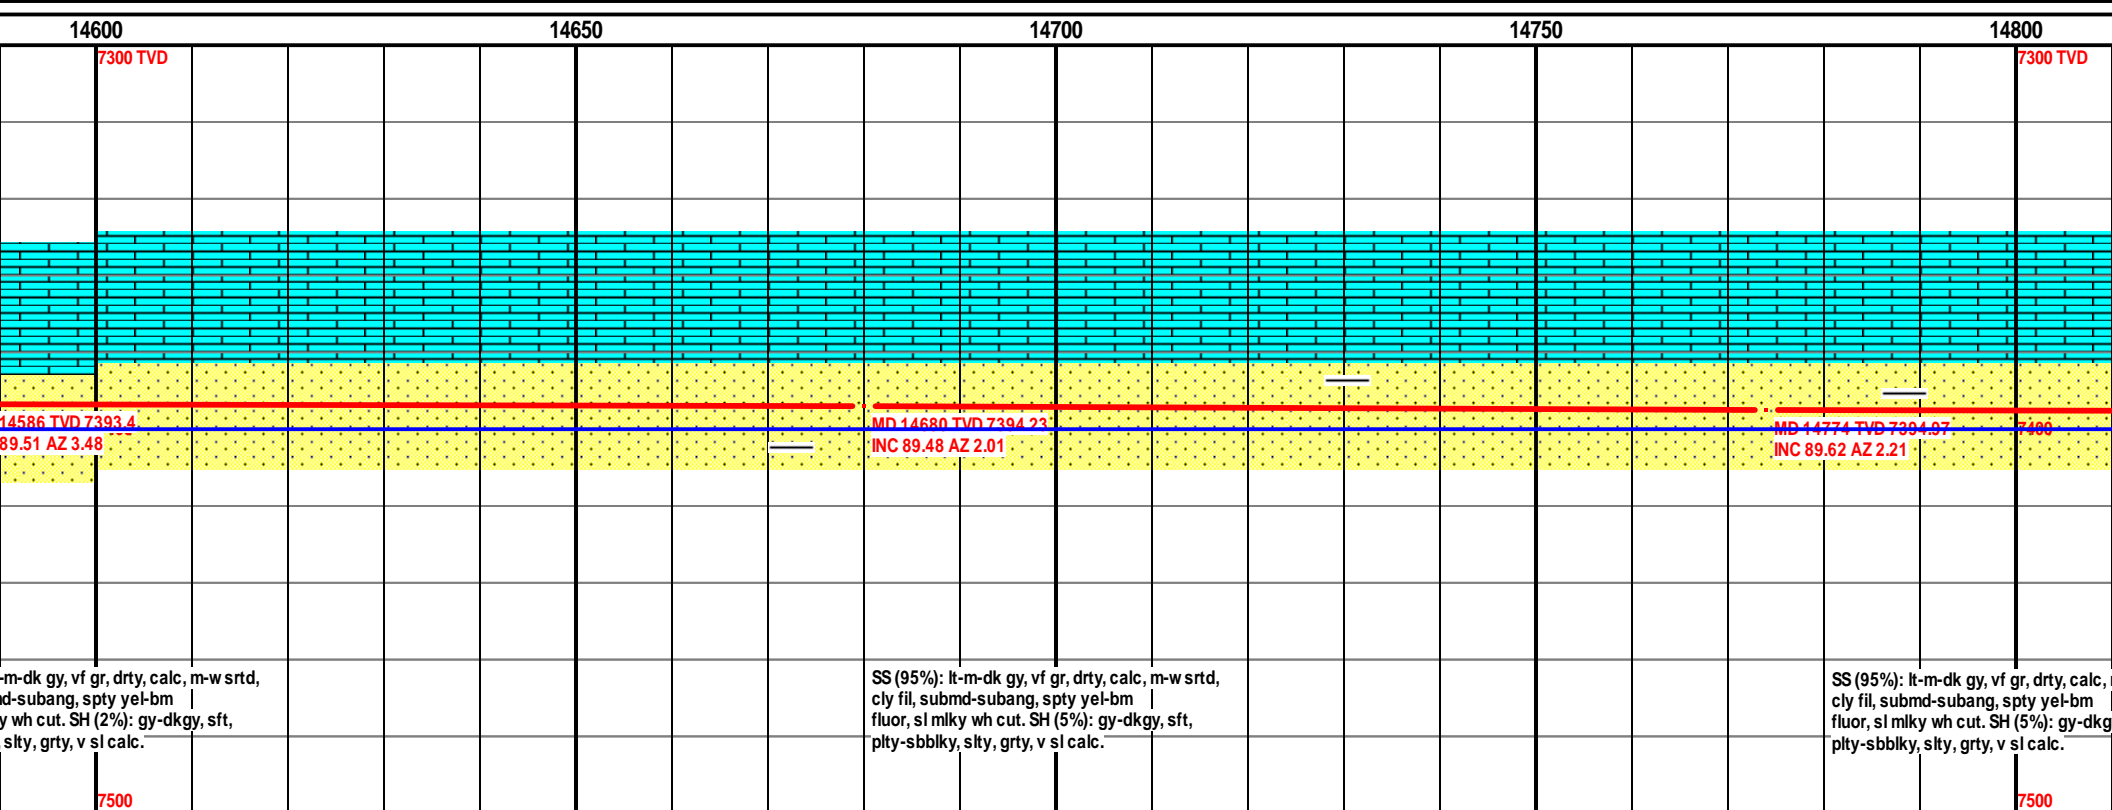 14600 14650 14700 14750 14800
7300 TVD 7300 TVD
14586 TVD 7393.4
89.51 AZ 3.48
MD 14680 TVD 7394.23
INC 89.48 AZ 2.01
MD 14774 TVD 7394.97
INC 89.62 AZ 2.21
7400
-m-dk gy, vf gr, drty, calc, m-w srtd,
d-subang, spty yel-bm
y wh cut. SH (2%): gy-dkgy, sft,
slty, grty, v sl calc.
SS (95%): lt-m-dk gy, vf gr, drty, calc, m-w srtd,
cly fil, submd-subang, spty yel-bm
fluor, sl mlky wh cut. SH (5%): gy-dkgy, sft,
plty-sbblky, slty, grty, v sl calc.
SS (95%): lt-m-dk gy, vf gr, drty, calc,
cly fil, submd-subang, spty yel-bm
fluor, sl mlky wh cut. SH (5%): gy-dkg
plty-sbblky, slty, grty, v sl calc.
7500 7500